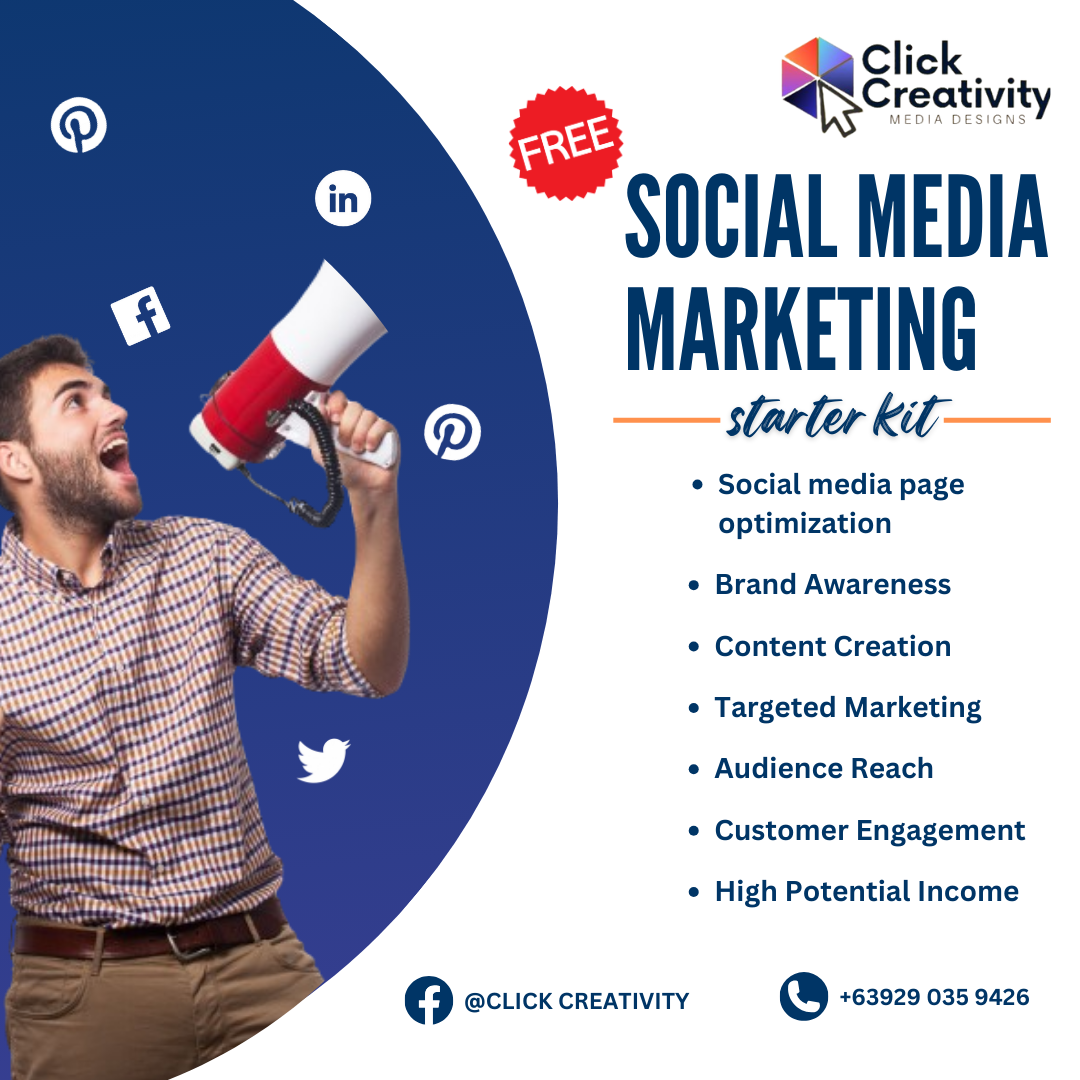 Click
Creativity
MEDIA DESIGNS
FREE
SOCIAL MEDIA
MARKETING
starter kit
• Social media page
optimization
• Brand Awareness
• Content Creation
• Targeted Marketing
• Audience Reach
• Customer Engagement
• High Potential Income
@CLICK CREATIVITY
+63929 035 9426
in
f